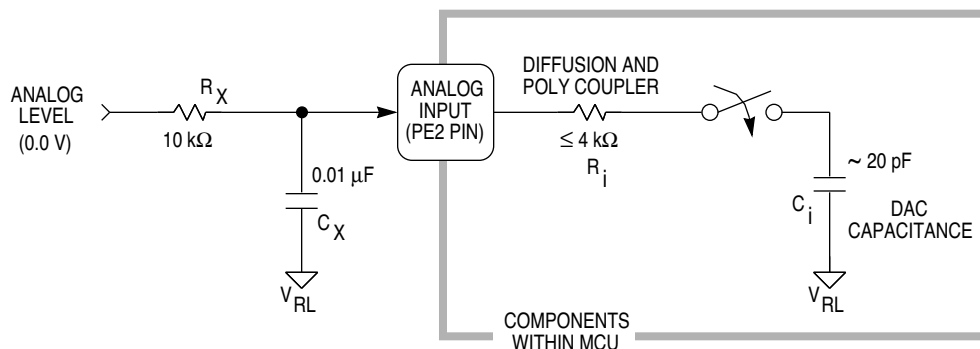 ANALOG
LEVEL
(0.0 V)
R X
10 kΩ
0.01 μF
C X
V RL
ANALOG
INPUT
(PE2 PIN)
DIFFUSION AND
POLY COUPLER
≤ 4 kΩ
R i
~ 20 pF
C i
DAC
CAPACITANCE
V RL
COMPONENTS
WITHIN MCU